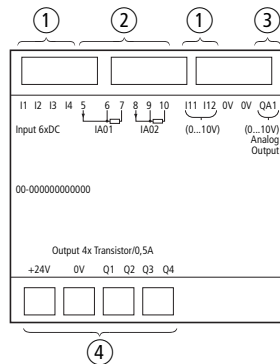 1 2 1 3
I1 I2 I3 I4 5 6 7 8 9 10 I11 I12 0V 0V QA1
Input 6xDC IA01 IA02 (0...10V) (0...10V)
Analog
Output
00-000000000000
Output 4x Transistor/0,5A
+24V 0V Q1 Q2 Q3 Q4
4